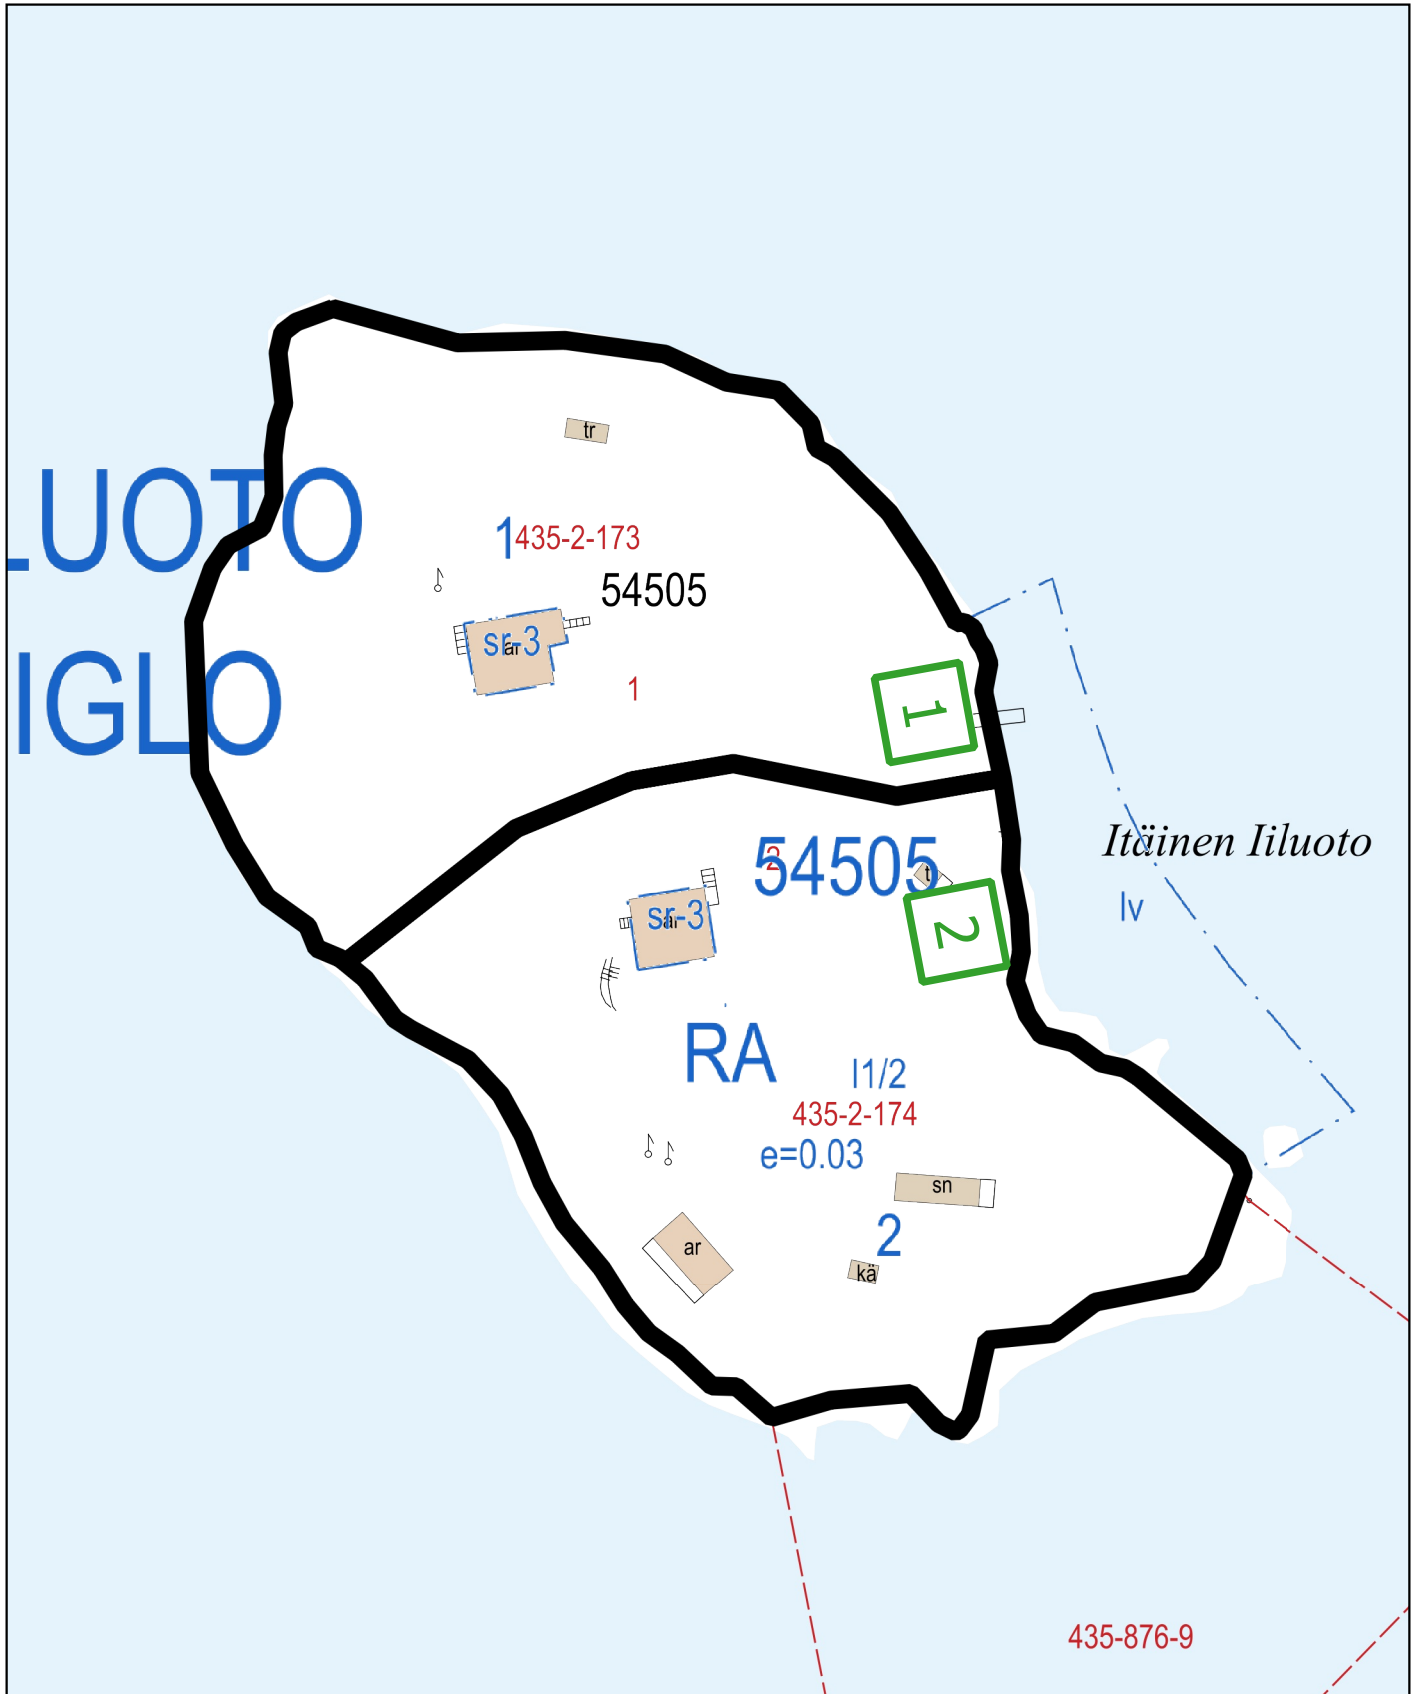 tr
LUOTO
1
435-2-173
54505
sr-3
ar
IGLO
1
1
Itäinen Iiluoto
54505
2
t
lv
sr-3
ar
2
RA
l1/2
435-2-174
e=0.03
sn
2
ar
kä
435-876-9